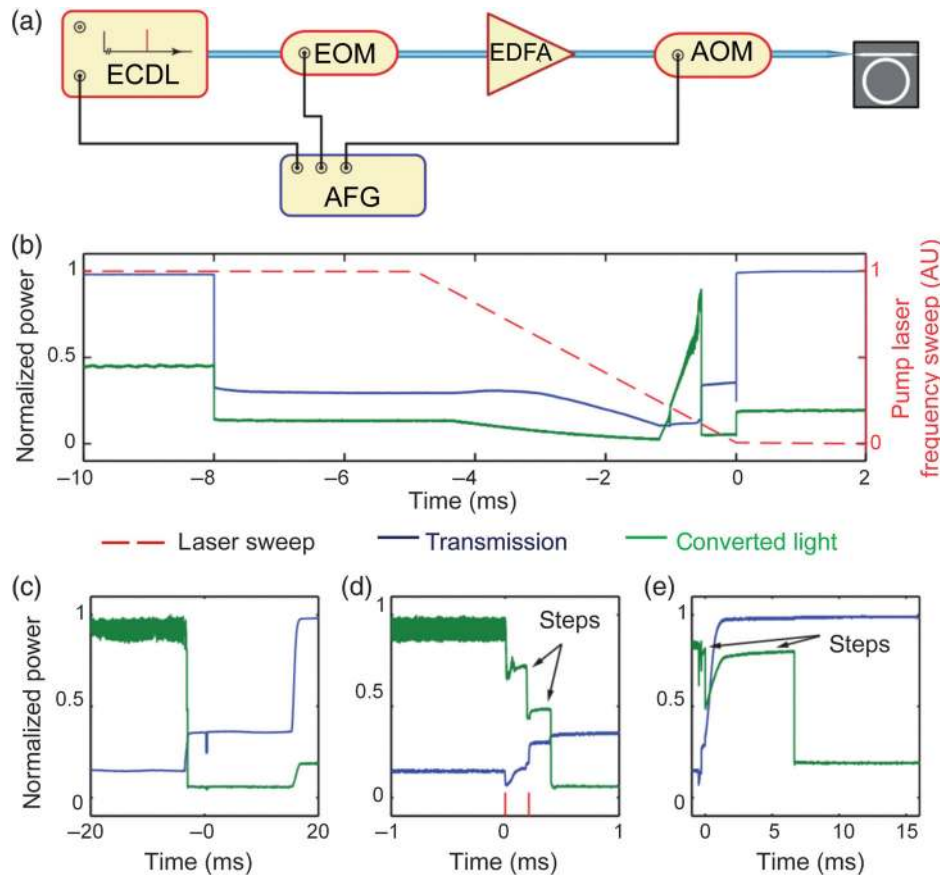 (a)
ECDL
EOM
EDFA
AOM
AFG
(b)
Normalized power
1
0.5
0
1
0
Pump laser
frequency sweep (AU)
–10
–8
–6
–4
–2
0
2
Time (ms)
Laser sweep
Transmission
Converted light
(c)
Normalized power
1
0.5
0
–20
–0
20
Time (ms)
(d)
Steps
1
0.5
0
–1
0
1
Time (ms)
(e)
Steps
1
0.5
0
0
5
10
15
Time (ms)